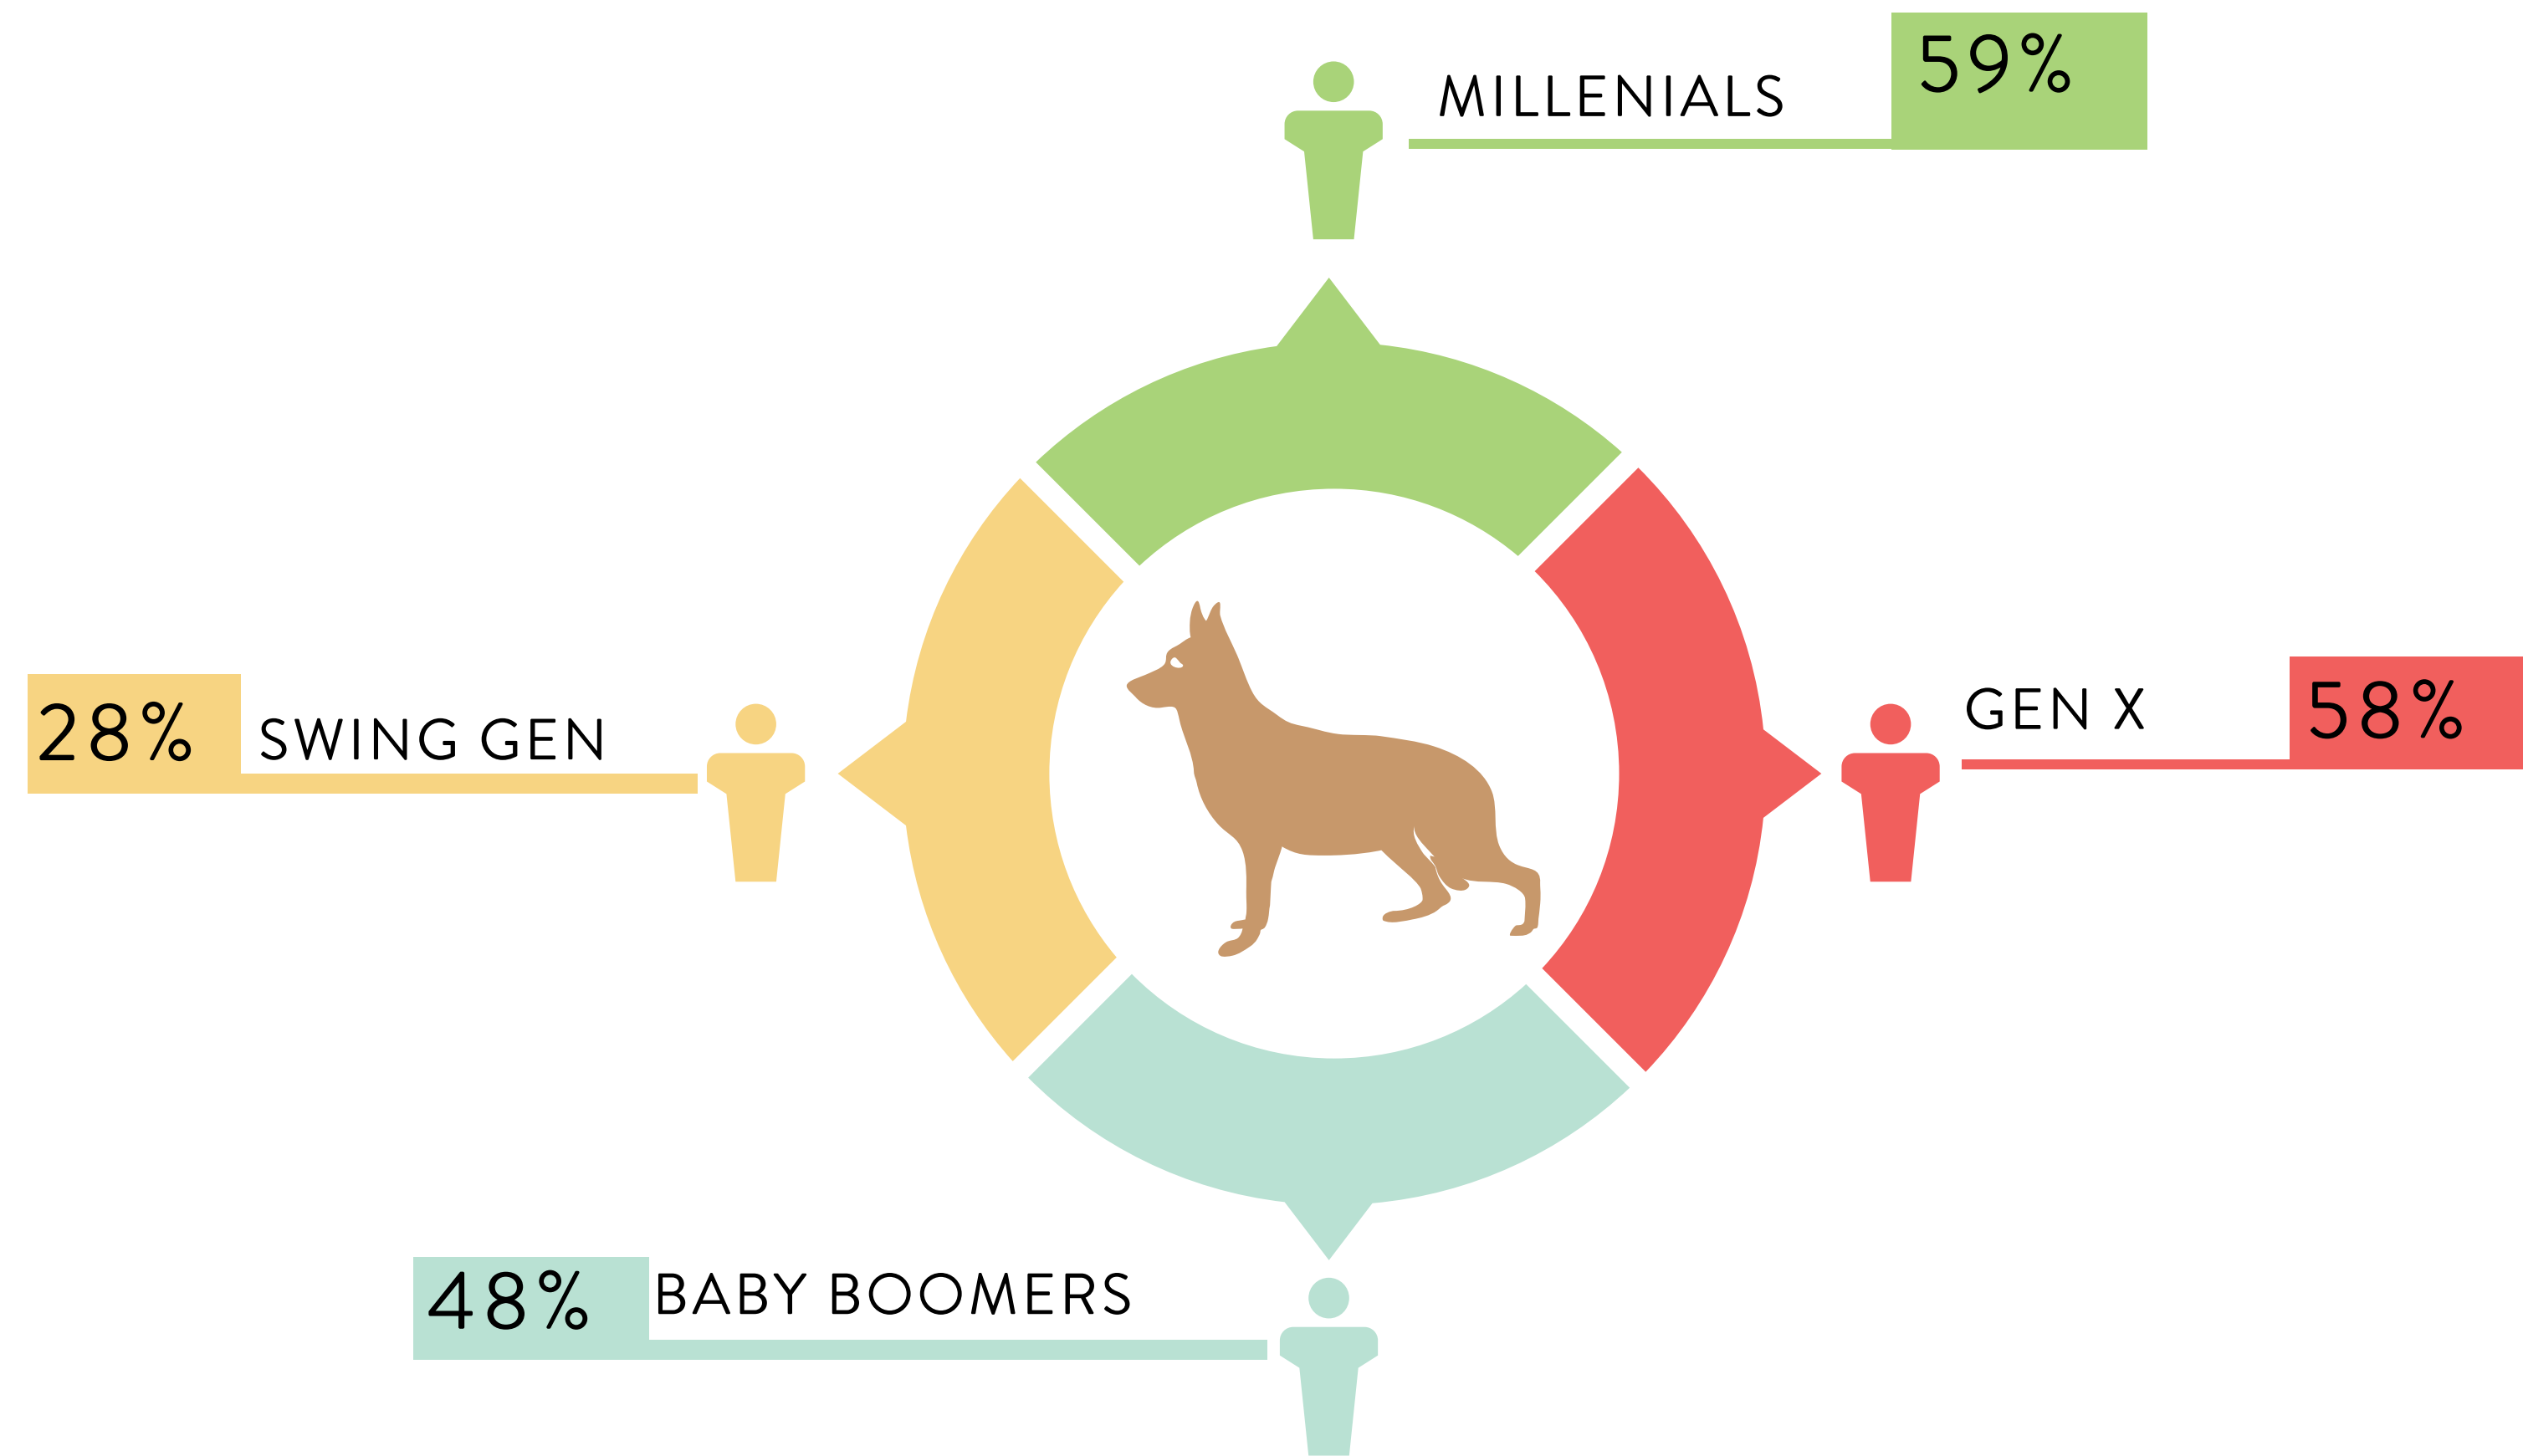 MILLENIALS 59%
GEN X 58%
28% SWING GEN
48% BABY BOOMERS